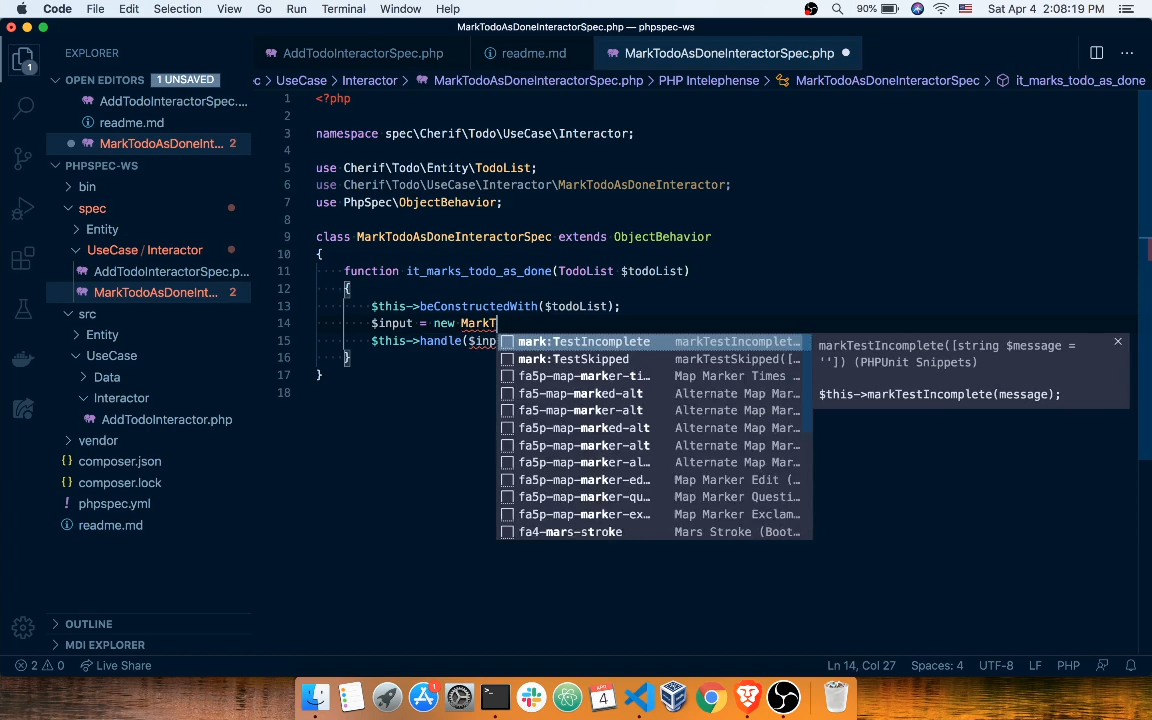 Code File Edit Selection View Go Run Terminal Window Help 90% Sat Apr 4 2:08:19 PM
MarkTodoAsDoneInteractorSpec.php — phpspec-ws
EXPLORER
AddTodoInteractorSpec.php readme.md MarkTodoAsDoneInteractorSpec.php
OPEN EDITORS 1 UNSAVED
c > UseCase > Interactor > MarkTodoAsDoneInteractorSpec.php > PHP Intelephense > MarkTodoAsDoneInteractorSpec > it_marks_todo_as_done
AddTodoInteractorSpec....
readme.md
MarkTodoAsDoneInt... 2
PHPSPEC-WS
bin
spec
Entity
UseCase / Interactor
AddTodoInteractorSpec.p...
MarkTodoAsDoneInt... 2
src
Entity
UseCase
Data
Interactor
AddTodoInteractor.php
vendor
composer.json
composer.lock
phpspec.yml
readme.md
OUTLINE
MDI EXPLORER
1
1 <?php
2
3 namespace spec\Cherif\Todo\UseCase\Interactor;
4
5 use Cherif\Todo\Entity\TodoList;
6 use Cherif\Todo\UseCase\Interactor\MarkTodoAsDoneInteractor;
7 use PhpSpec\ObjectBehavior;
8
9 class MarkTodoAsDoneInteractorSpec extends ObjectBehavior
10 {
11 function it_marks_todo_as_done(TodoList $todoList)
12 {
13 $this->beConstructedWith($todoList);
14 $input = new MarkT
15 $this->handle($inp
16 }
17 }
18
mark:TestIncomplete markTestIncomplet…
mark:TestSkipped markTestSkipped([…
fa5p-map-marker-ti… Map Marker Times …
fa5-map-marked-alt Alternate Map Mar…
fa5-map-marker-alt Alternate Map Mar…
fa5p-map-marked-alt Alternate Map Mar…
fa5p-map-marker-alt Alternate Map Mar…
fa5p-map-marker-al… Alternate Map Mar…
fa5p-map-marker-ed… Map Marker Edit (…
fa5p-map-marker-qu… Map Marker Questi…
fa5p-map-marker-ex… Map Marker Exclam…
fa4-mars-stroke Mars Stroke (Boot…
markTestIncomplete([string $message =
'']) (PHPUnit Snippets)
$this->markTestIncomplete(message);
2 0 Live Share Ln 14, Col 27 Spaces: 4 UTF-8 LF PHP
1
APR
4